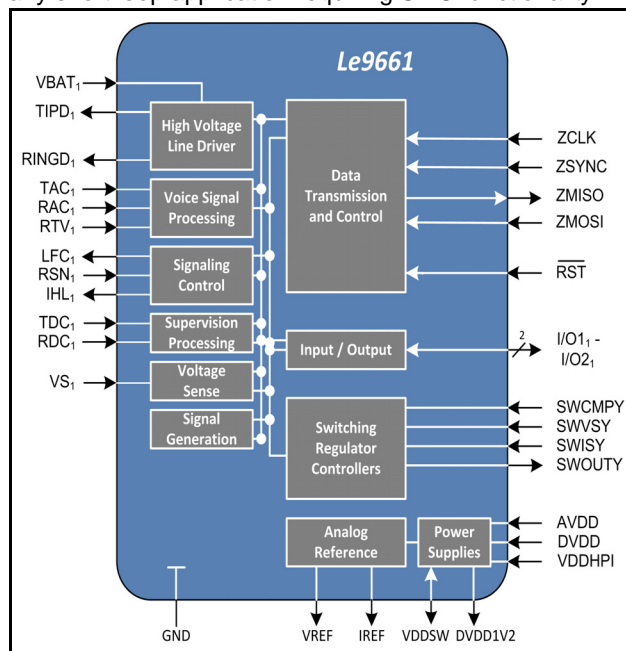 Le9661
VBAT₁
TIPD₁
RINGD₁
TAC₁
RAC₁
RTV₁
LFC₁
RSN₁
IHL₁
TDC₁
RDC₁
VS₁
High Voltage
Line Driver
Voice Signal
Processing
Signaling
Control
Supervision
Processing
Voltage
Sense
Signal
Generation
Data
Transmission
and Control
Input / Output
Switching
Regulator
Controllers
Analog
Reference
Power
Supplies
ZCLK
ZSYNC
ZMISO
ZMOSI
RST
2
I/O1₁ -
I/O2₁
SWCMPY
SWVSY
SWISY
SWOUTY
AVDD
DVDD
VDDHPI
GND
VREF
IREF
VDDSW
DVDD1V2